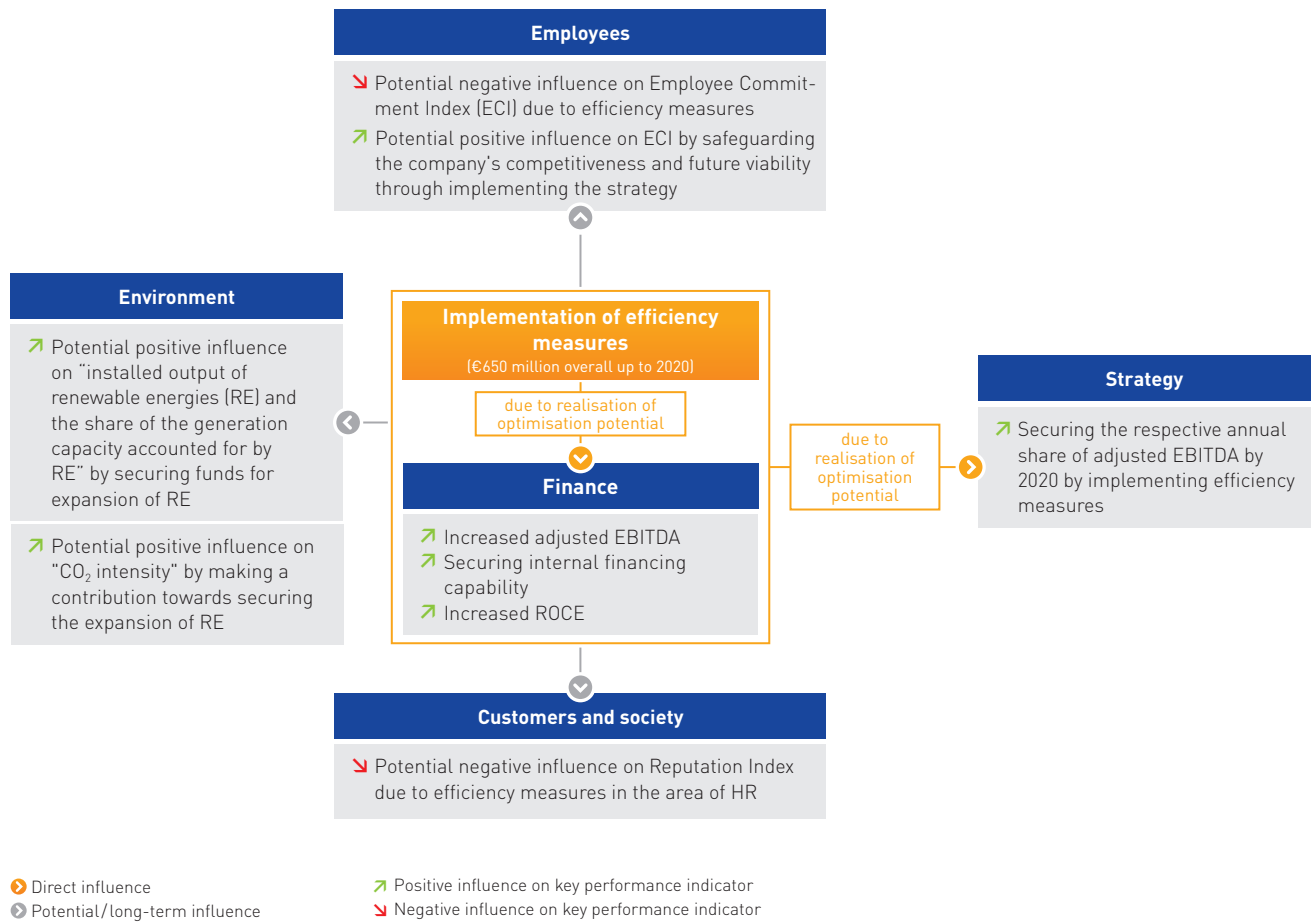 Employees
Potential negative influence on Employee Commit-
ment Index (ECI) due to efficiency measures
Potential positive influence on ECI by safeguarding
the company's competitiveness and future viability
through implementing the strategy
Environment
Potential positive influence
on "installed output of
renewable energies (RE) and
the share of the generation
capacity accounted for by
RE" by securing funds for
expansion of RE
Potential positive influence on
"CO₂ intensity" by making a
contribution towards securing
the expansion of RE
Implementation of efficiency
measures
(€650 million overall up to 2020)
due to realisation of
optimisation potential
Finance
Increased adjusted EBITDA
Securing internal financing
capability
Increased ROCE
due to
realisation of
optimisation
potential
Strategy
Securing the respective annual
share of adjusted EBITDA by
2020 by implementing efficiency
measures
Customers and society
Potential negative influence on Reputation Index
due to efficiency measures in the area of HR
Direct influence
Potential/long-term influence
Positive influence on key performance indicator
Negative influence on key performance indicator